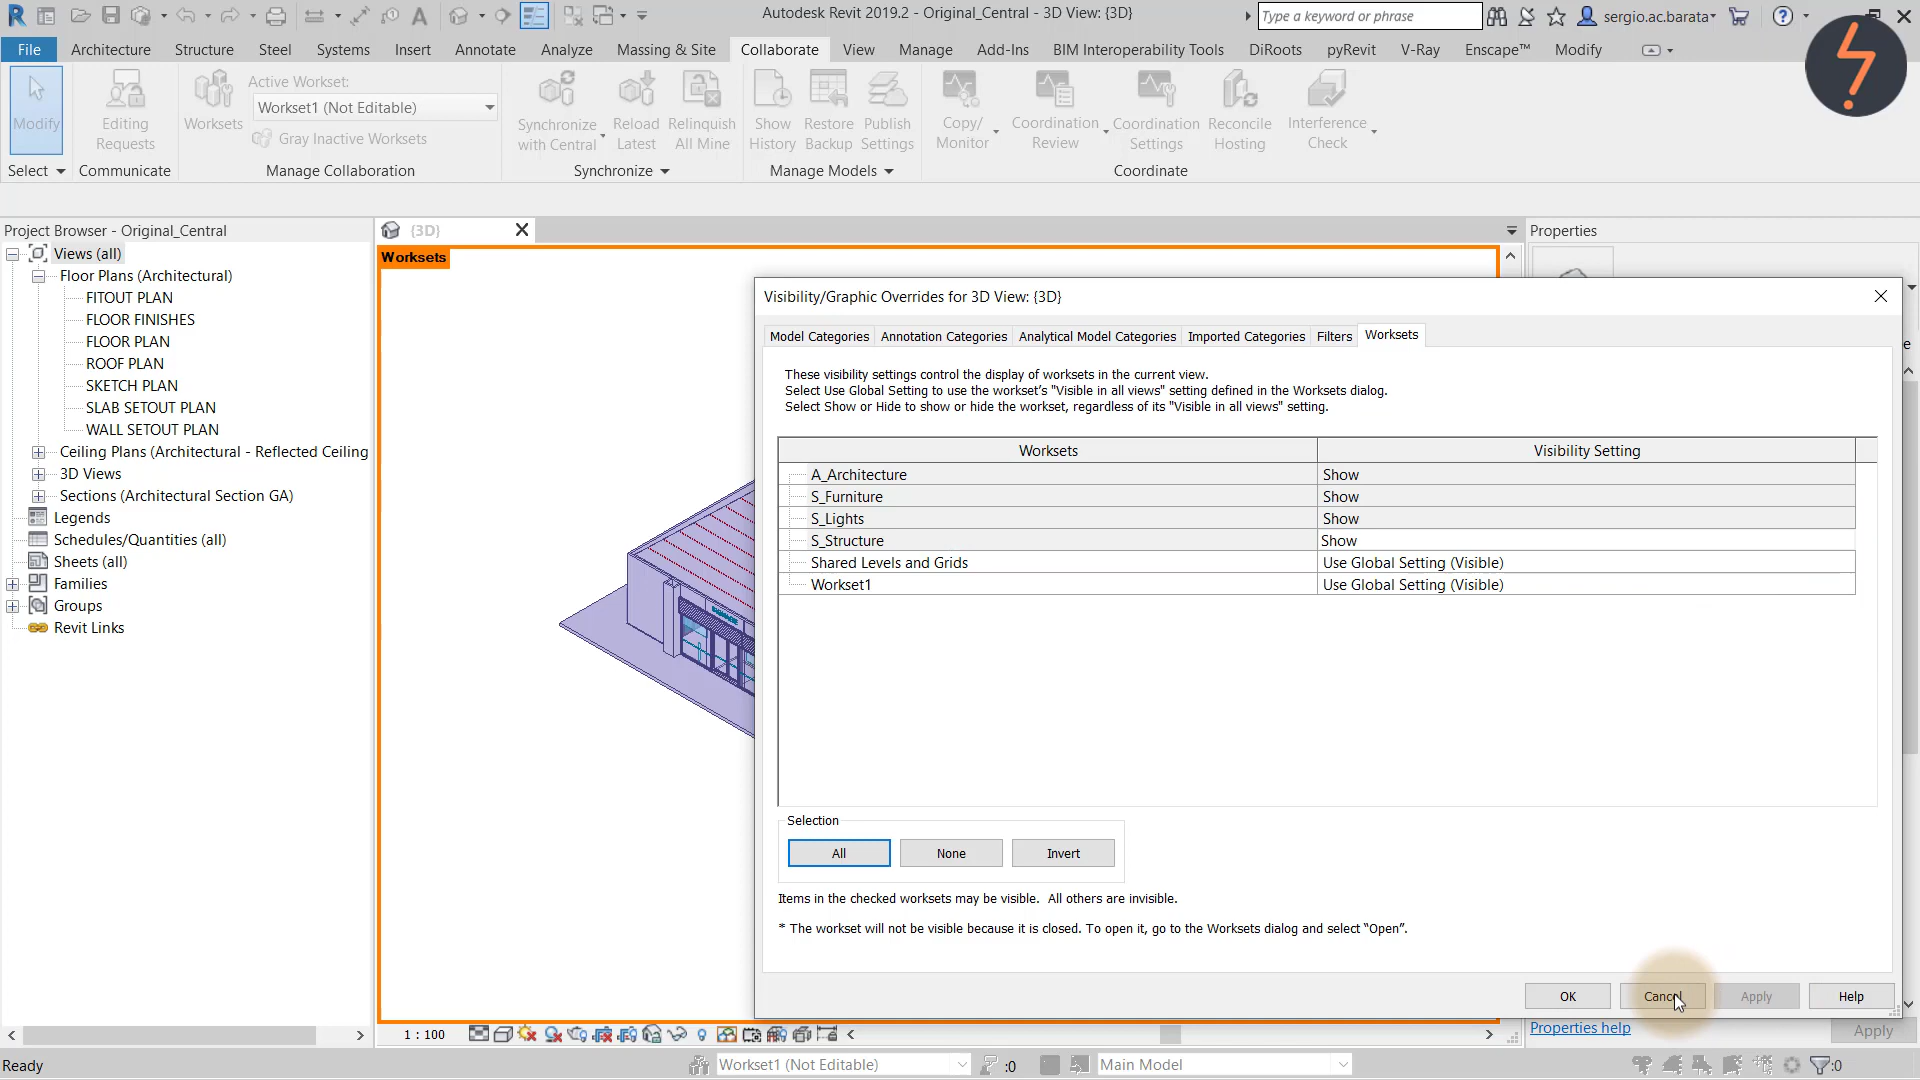 Autodesk Revit 2019.2 - Original_Central - 3D View: {3D}
Type a keyword or phrase
sergio.ac.barata
File Architecture Structure Steel Systems Insert Annotate Analyze Massing & Site Collaborate View Manage Add-Ins BIM Interoperability Tools DiRoots pyRevit V-Ray Enscape™ Modify
Modify
Editing
Requests
Worksets
Active Workset:
Workset1 (Not Editable)
Gray Inactive Worksets
Synchronize
with Central
Reload
Latest
Relinquish
All Mine
Show
History
Restore
Backup
Publish
Settings
Copy/
Monitor
Coordination
Review
Coordination
Settings
Reconcile
Hosting
Interference
Check
Select Communicate Manage Collaboration Synchronize Manage Models Coordinate
Project Browser - Original_Central
Views (all)
Floor Plans (Architectural)
FITOUT PLAN
FLOOR FINISHES
FLOOR PLAN
ROOF PLAN
SKETCH PLAN
SLAB SETOUT PLAN
WALL SETOUT PLAN
Ceiling Plans (Architectural - Reflected Ceiling
3D Views
Sections (Architectural Section GA)
Legends
Schedules/Quantities (all)
Sheets (all)
Families
Groups
Revit Links
{3D}
Worksets
Properties
Visibility/Graphic Overrides for 3D View: {3D}
Model Categories Annotation Categories Analytical Model Categories Imported Categories Filters Worksets
These visibility settings control the display of worksets in the current view.
Select Use Global Setting to use the workset's "Visible in all views" setting defined in the Worksets dialog.
Select Show or Hide to show or hide the workset, regardless of its "Visible in all views" setting.
Worksets Visibility Setting
A_Architecture Show
S_Furniture Show
S_Lights Show
S_Structure Show
Shared Levels and Grids Use Global Setting (Visible)
Workset1 Use Global Setting (Visible)
Selection
All None Invert
Items in the checked worksets may be visible. All others are invisible.
* The workset will not be visible because it is closed. To open it, go to the Worksets dialog and select “Open”.
OK Cancel Apply Help
Properties help
Apply
1 : 100
Ready
Workset1 (Not Editable)
:0
Main Model
:0